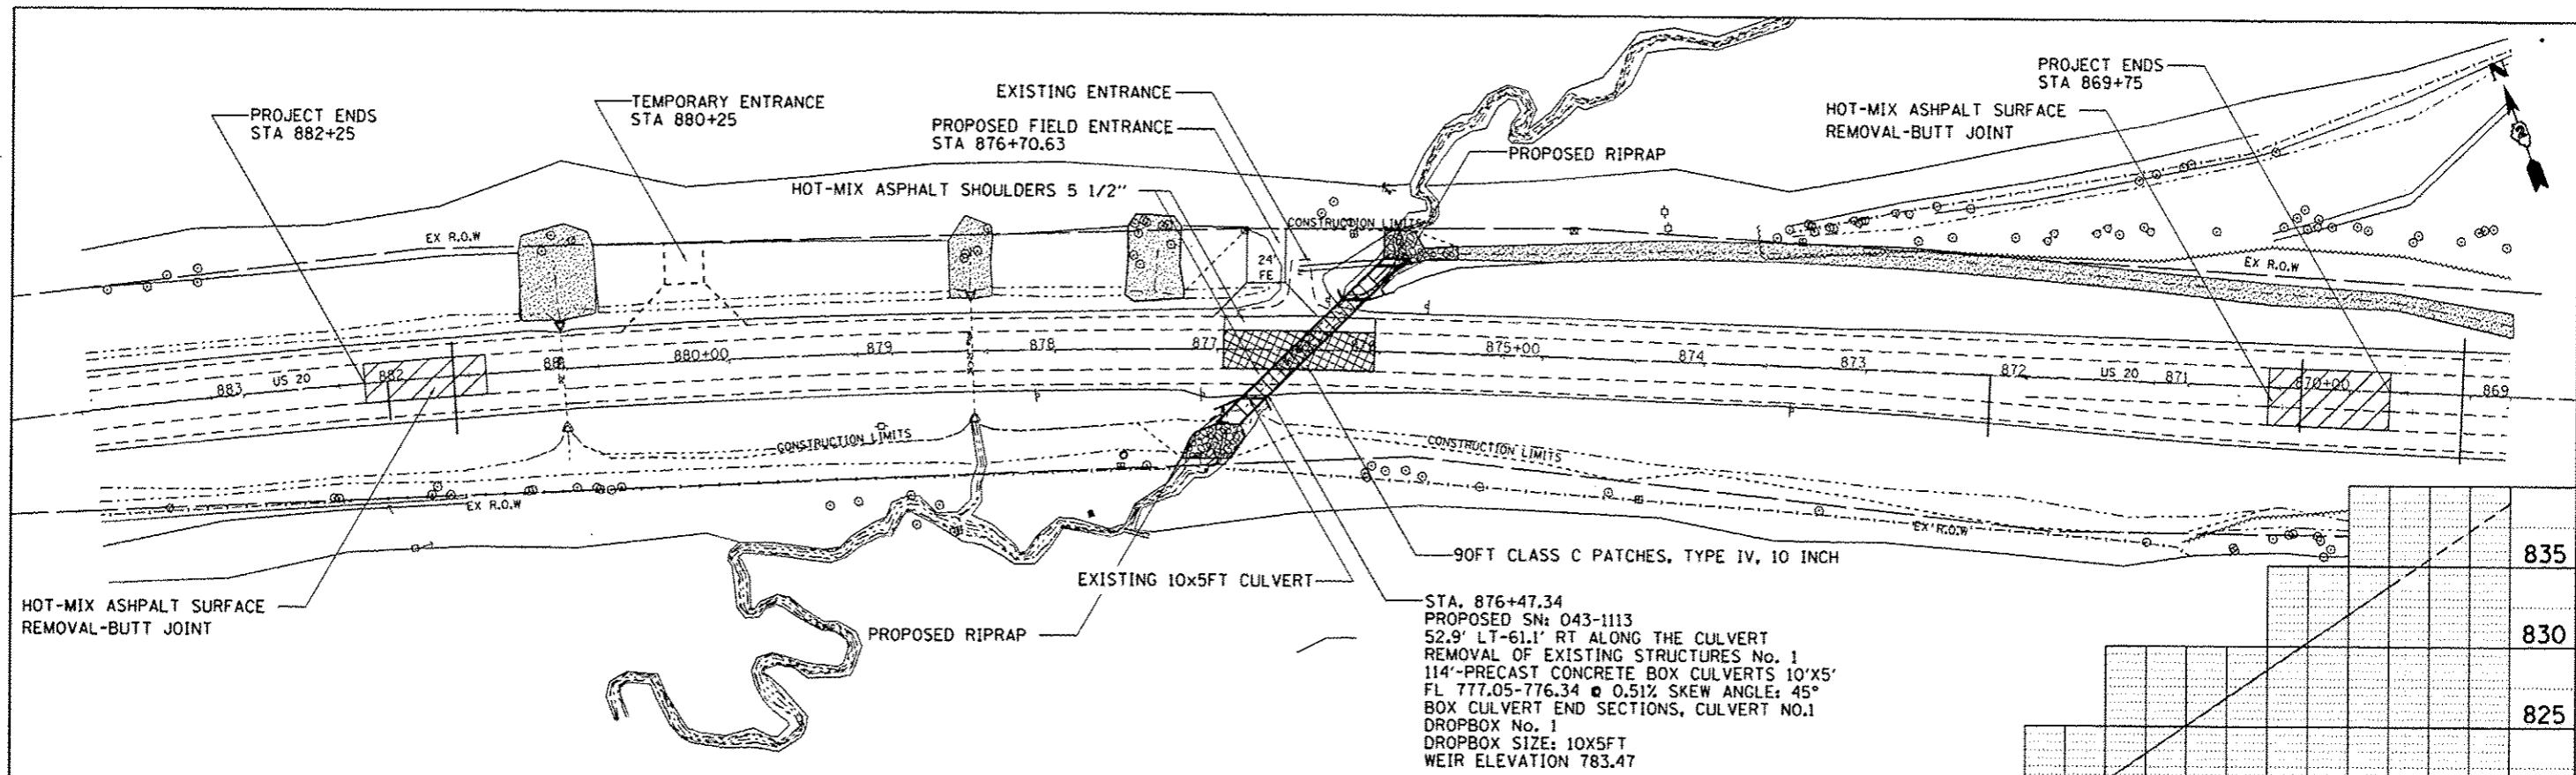 PROJECT ENDS
STA 882+25
TEMPORARY ENTRANCE
STA 880+25
EXISTING ENTRANCE
PROPOSED FIELD ENTRANCE
STA 876+70.63
HOT-MIX ASPHALT SHOULDERS 5 1/2"
PROPOSED RIPRAP
PROJECT ENDS
STA 869+75
HOT-MIX ASHPALT SURFACE
REMOVAL-BUTT JOINT
N
EX R.O.W
CONSTRUCTION LIMITS
24'
FE
EX R.O.W
883
US 20
882
881
880+00
879
878
877
876
875+00
874
873
872
US 20
871
870+00
869
CONSTRUCTION LIMITS
CONSTRUCTION LIMITS
EX R.O.W
EX R.O.W
HOT-MIX ASHPALT SURFACE
REMOVAL-BUTT JOINT
PROPOSED RIPRAP
EXISTING 10x5FT CULVERT
90FT CLASS C PATCHES, TYPE IV, 10 INCH
STA. 876+47.34
PROPOSED SN: 043-1113
52.9' LT-61.1' RT ALONG THE CULVERT
REMOVAL OF EXISTING STRUCTURES No. 1
114'-PRECAST CONCRETE BOX CULVERTS 10'X5'
FL 777.05-776.34 @ 0.51% SKEW ANGLE: 45°
BOX CULVERT END SECTIONS, CULVERT NO.1
DROPBOX No. 1
DROPBOX SIZE: 10X5FT
WEIR ELEVATION 783.47
835
830
825